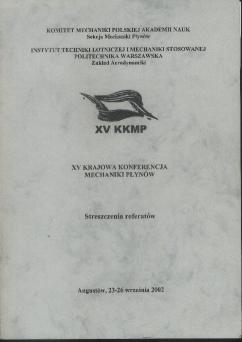 KOMITET MECHANIKI POLSKIEJ AKADEMII NAUK
Sekcja Mechaniki Płynów
INSTYTUT TECHNIKI LOTNICZEJ I MECHANIKI STOSOWANEJ
POLITECHNIKA WARSZAWSKA
Zakład Aerodynamiki
XV KKMP
XV KRAJOWA KONFERENCJA
MECHANIKI PŁYNÓW
Streszczenia referatów
Augustów, 23-26 września 2002